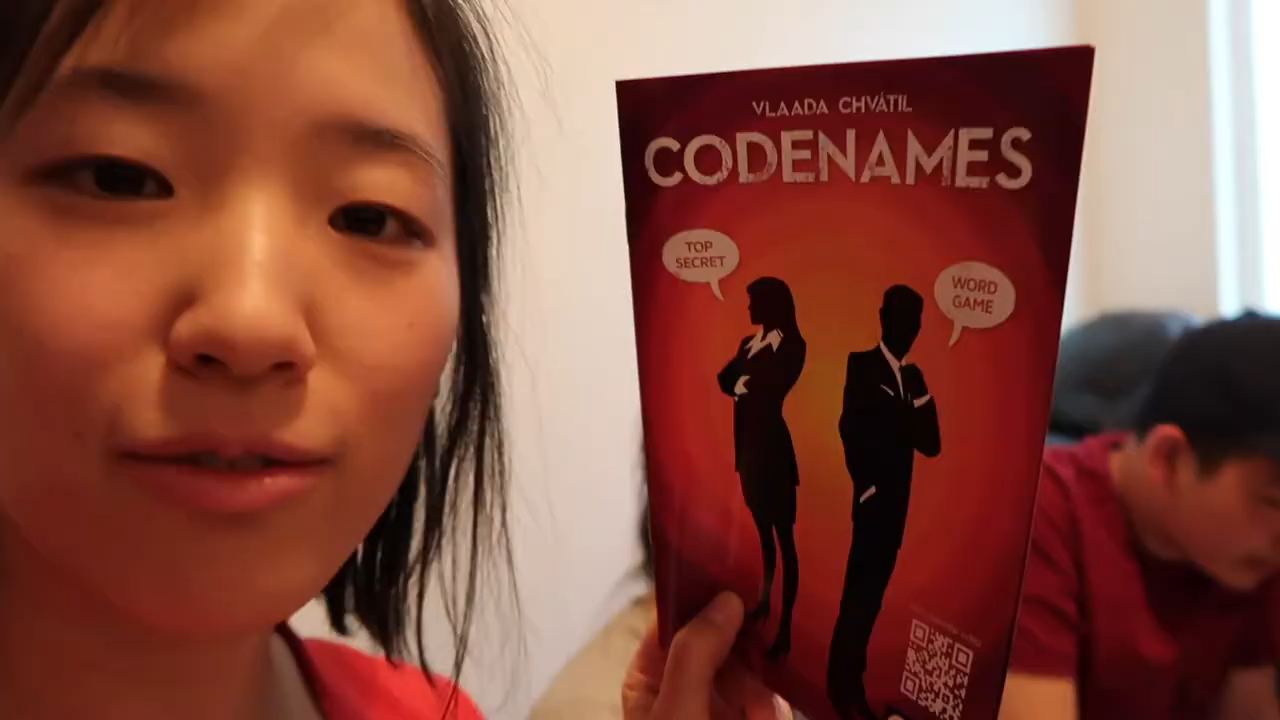 VLAADA CHVÁTIL
CODENAMES
TOP
SECRET
WORD
GAME